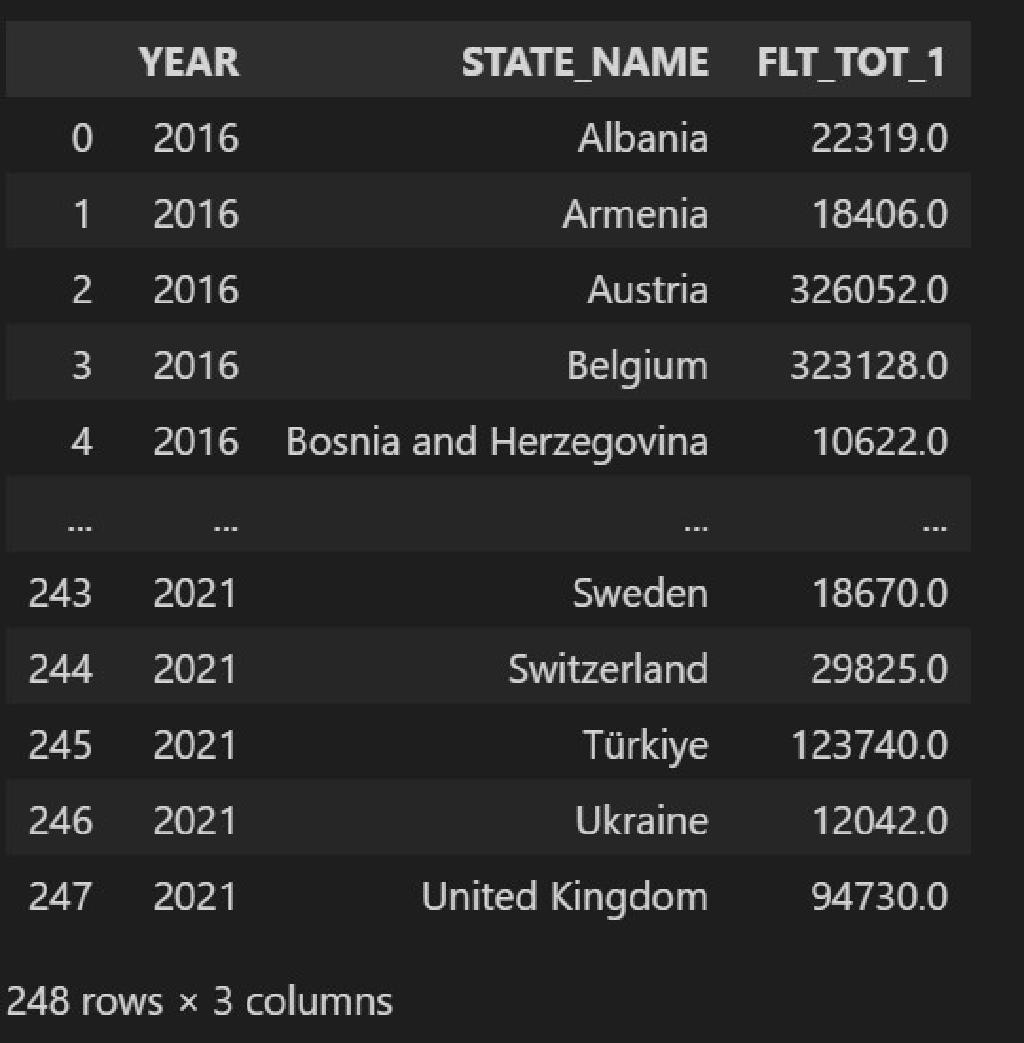 YEAR STATE_NAME FLT_TOT_1
0 2016 Albania 22319.0
1 2016 Armenia 18406.0
2 2016 Austria 326052.0
3 2016 Belgium 323128.0
4 2016 Bosnia and Herzegovina 10622.0
... ... ... ...
243 2021 Sweden 18670.0
244 2021 Switzerland 29825.0
245 2021 Türkiye 123740.0
246 2021 Ukraine 12042.0
247 2021 United Kingdom 94730.0
248 rows × 3 columns